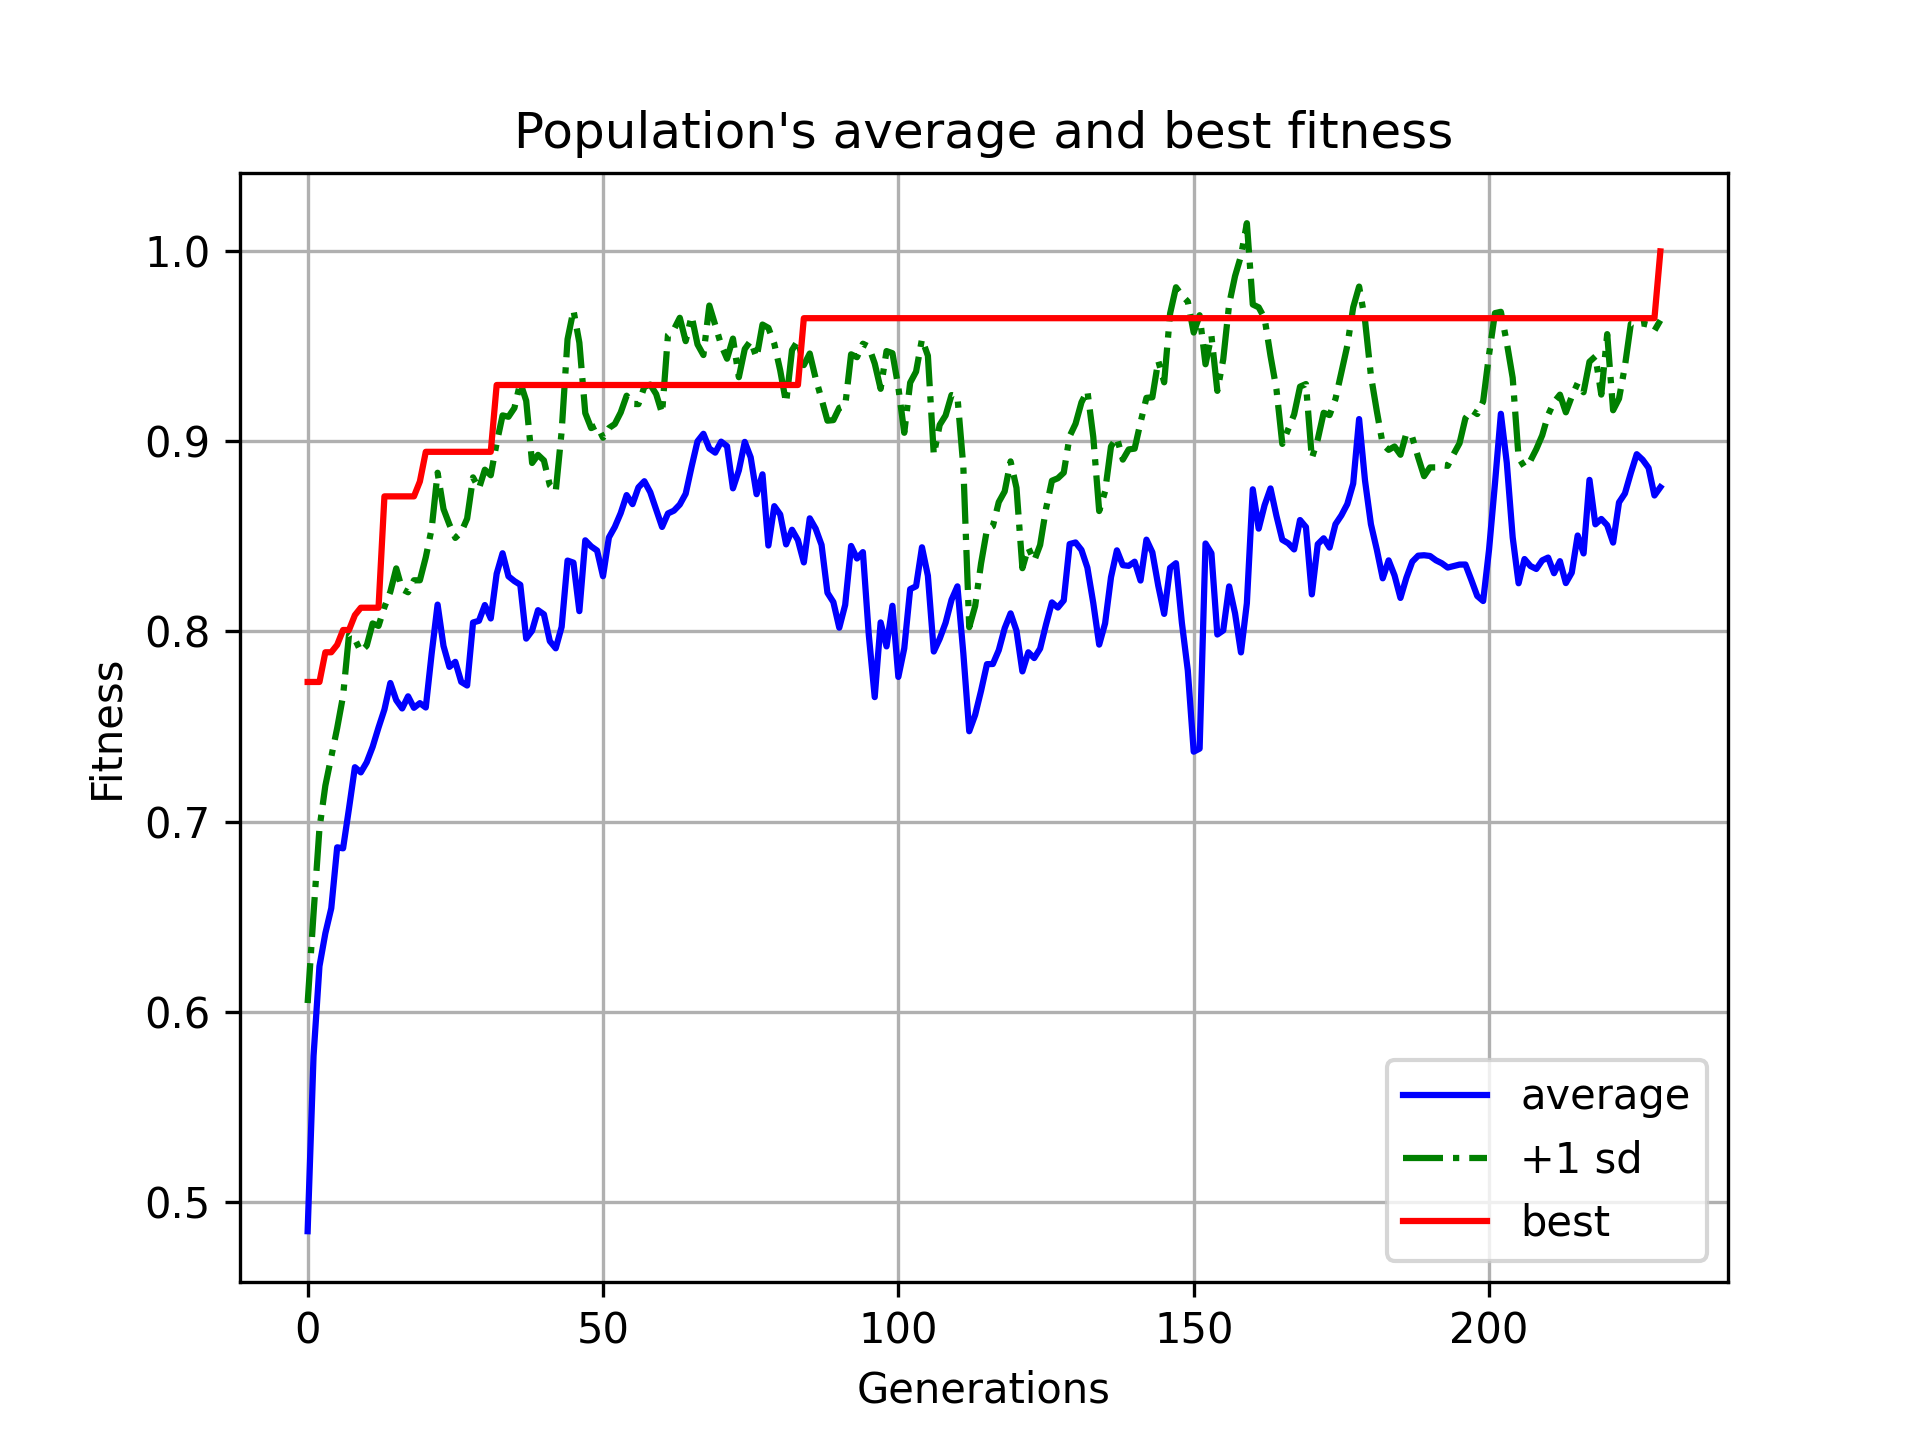 Population's average and best fitness
1.0
0.9
0.8
0.7
0.6
0.5
Fitness
0
50
100
150
200
Generations
average
+1 sd
best